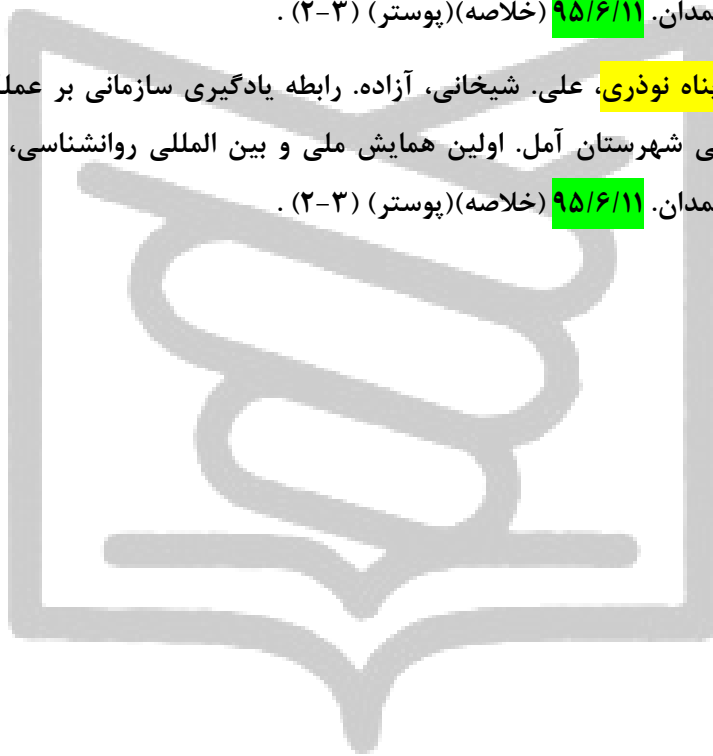 مدان. ۹۵/۶/۱۱ (خلاصه)(پوستر) (۳-۲) .
ناه نوذری، علی. شیخانی، آزاده. رابطه یادگیری سازمانی بر عمل
ی شهرستان آمل. اولین همایش ملی و بین المللی روانشناسی،
مدان. ۹۵/۶/۱۱ (خلاصه)(پوستر) (۳-۲) .